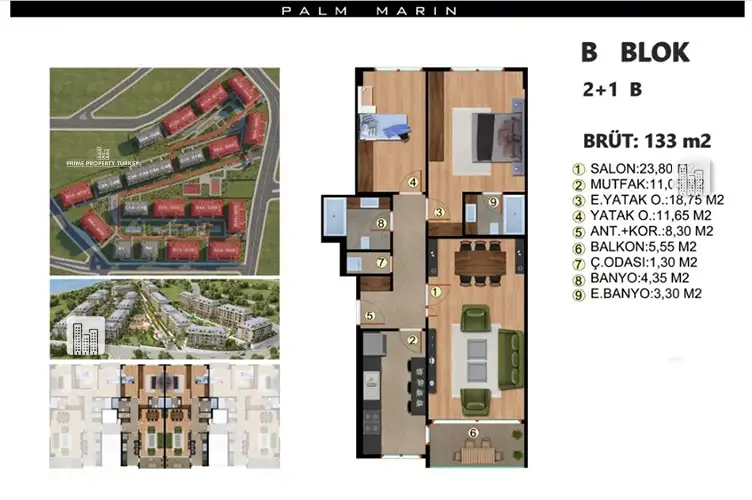 PALM MARIN
B BLOK
2+1 B
BRÜT: 133 m2
1 SALON:23,80
2 MUTFAK:11,0
3 E.YATAK O.:18,75 M2
4 YATAK O.:11,65 M2
5 ANT.+KOR.:8,30 M2
6 BALKON:5,55 M2
7 Ç.ODASI:1,30 M2
8 BANYO:4,35 M2
9 E.BANYO:3,30 M2
PRIME PROPERTY TURKEY
4
3
9
8
7
1
5
2
6